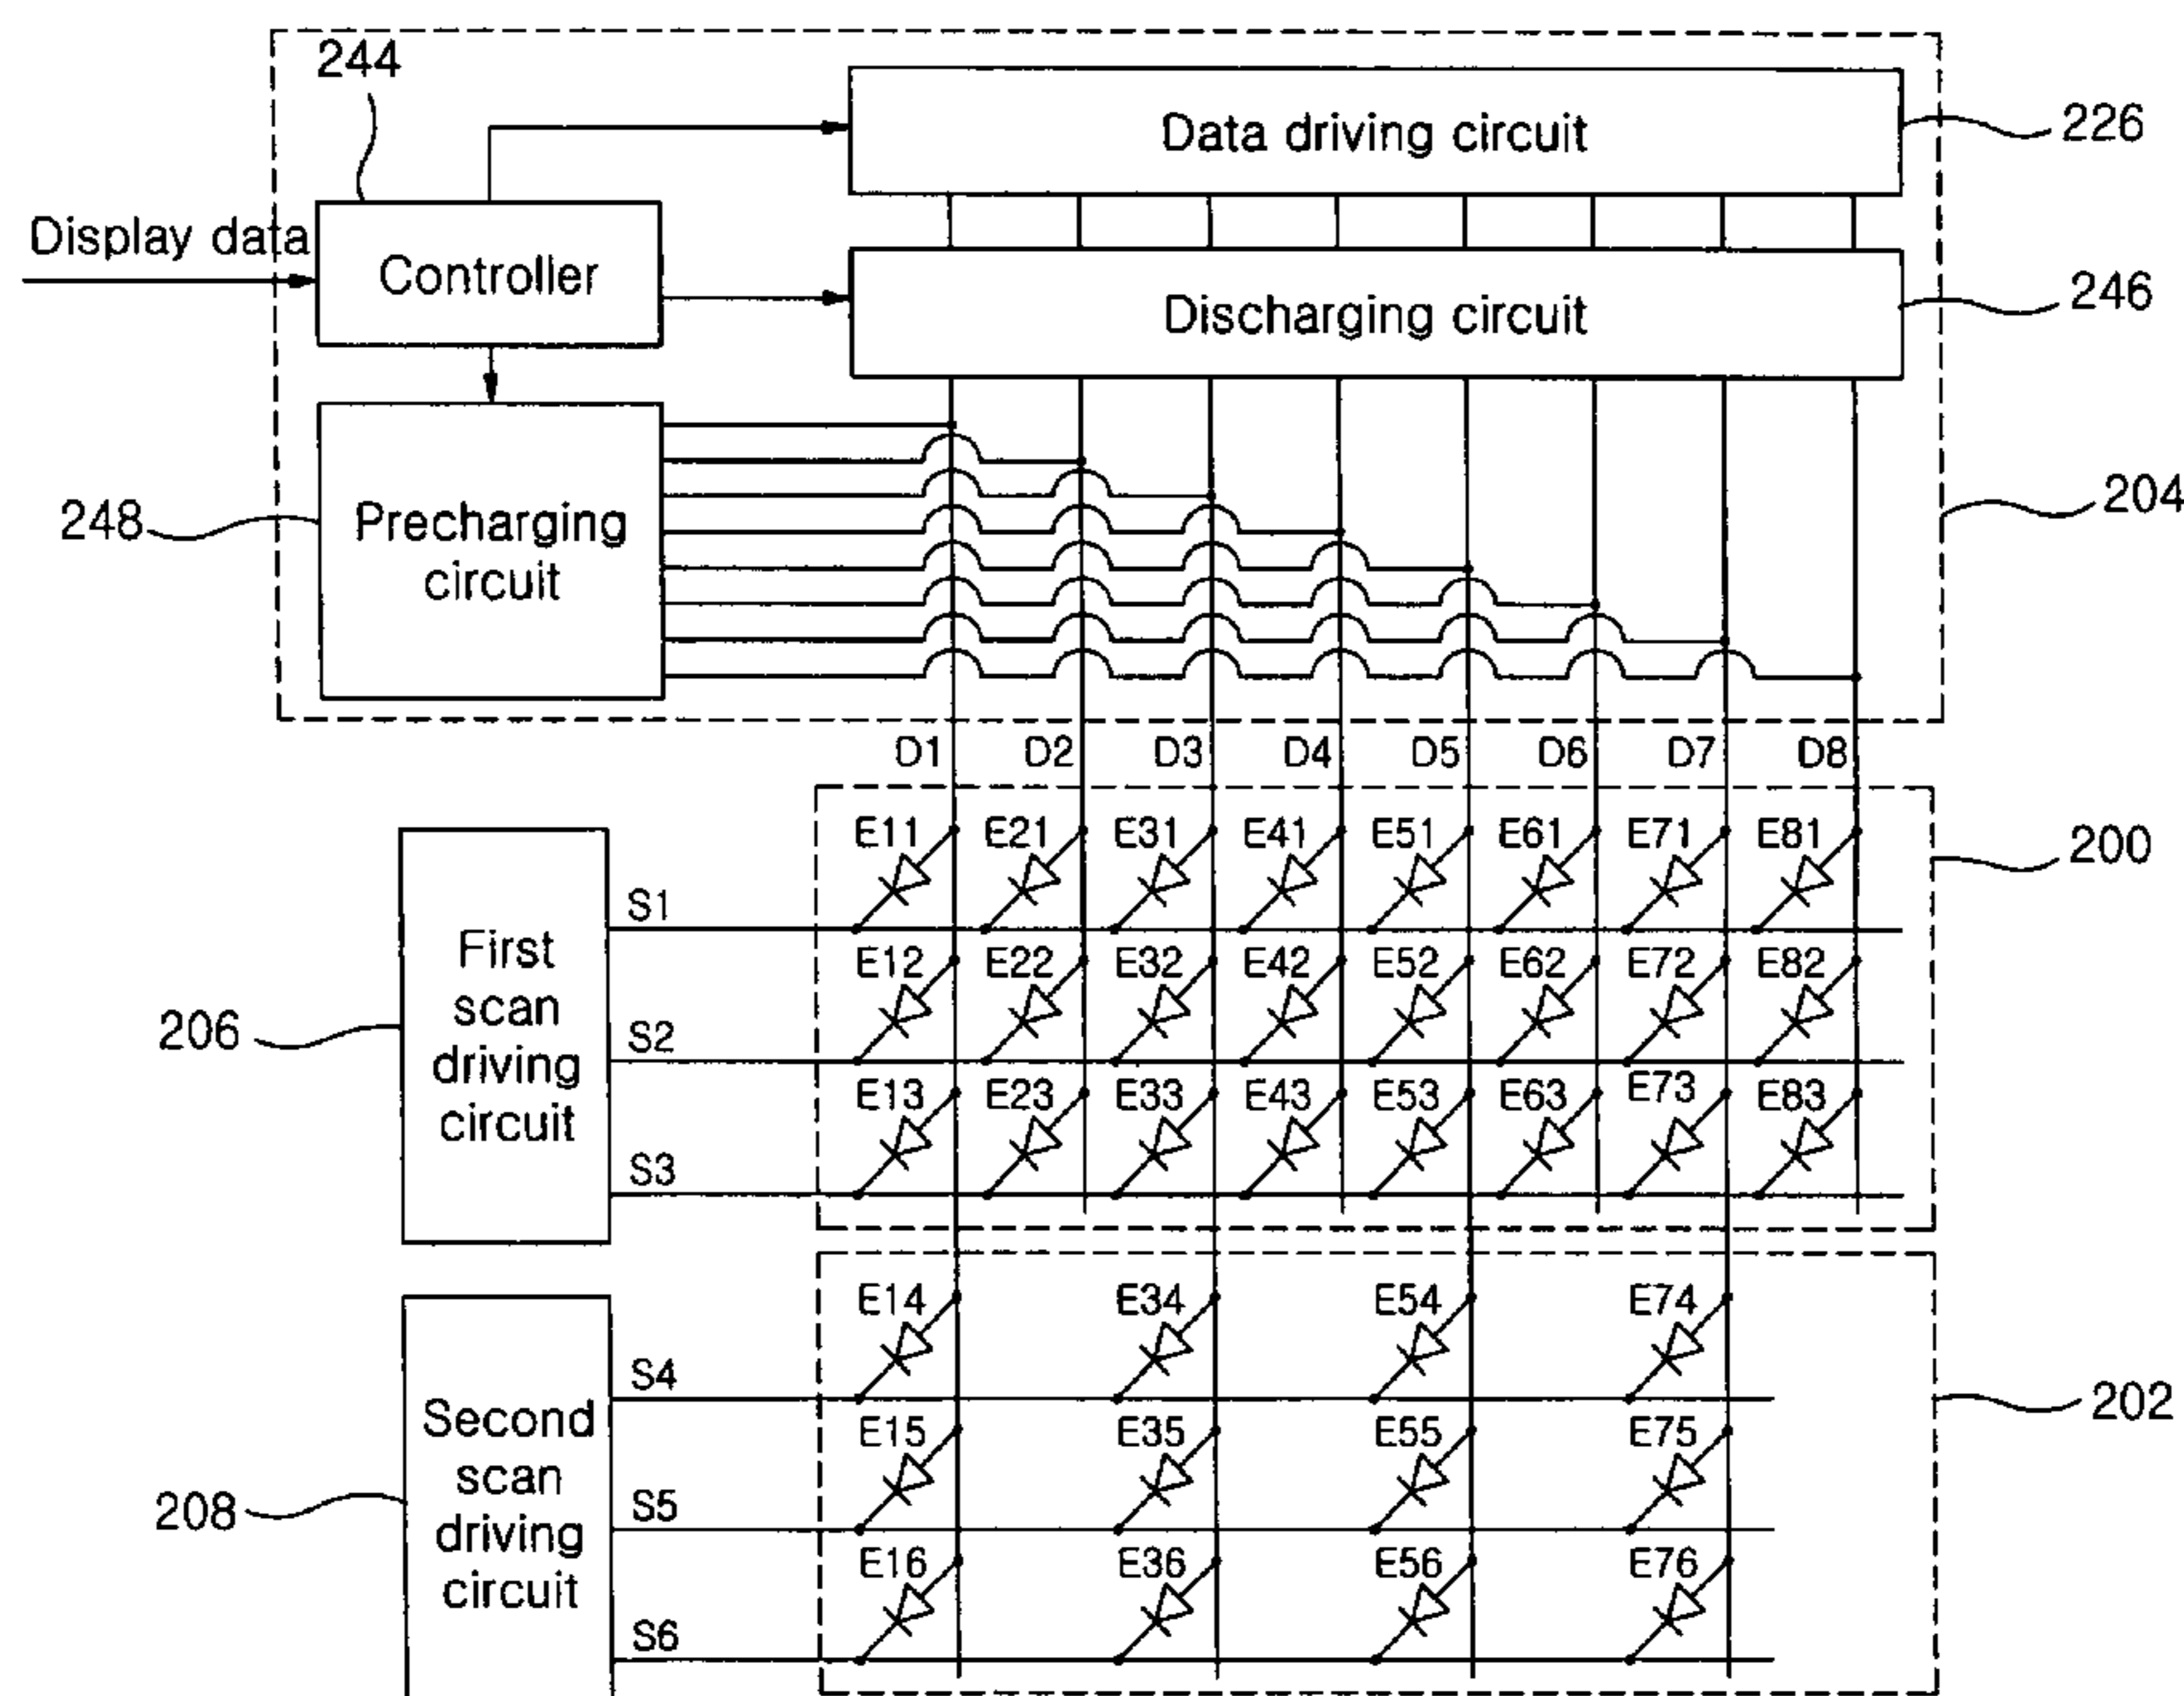 244
Data driving circuit
226
Display data
Controller
Discharging circuit
246
248
Precharging
circuit
204
D1 D2 D3 D4 D5 D6 D7 D8
E11 E21 E31 E41 E51 E61 E71 E81
200
S1
First
scan
driving
circuit
206
E12 E22 E32 E42 E52 E62 E72 E82
S2
E13 E23 E33 E43 E53 E63 E73 E83
S3
E14 E34 E54 E74
S4
202
Second
scan
driving
circuit
208
E15 E35 E55 E75
S5
E16 E36 E56 E76
S6